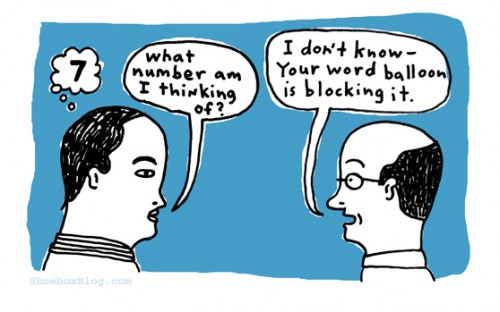 7
what
number am
I thinking
of?
I don't know-
Your word balloon
is blocking it.
ShoeboxBlog.com